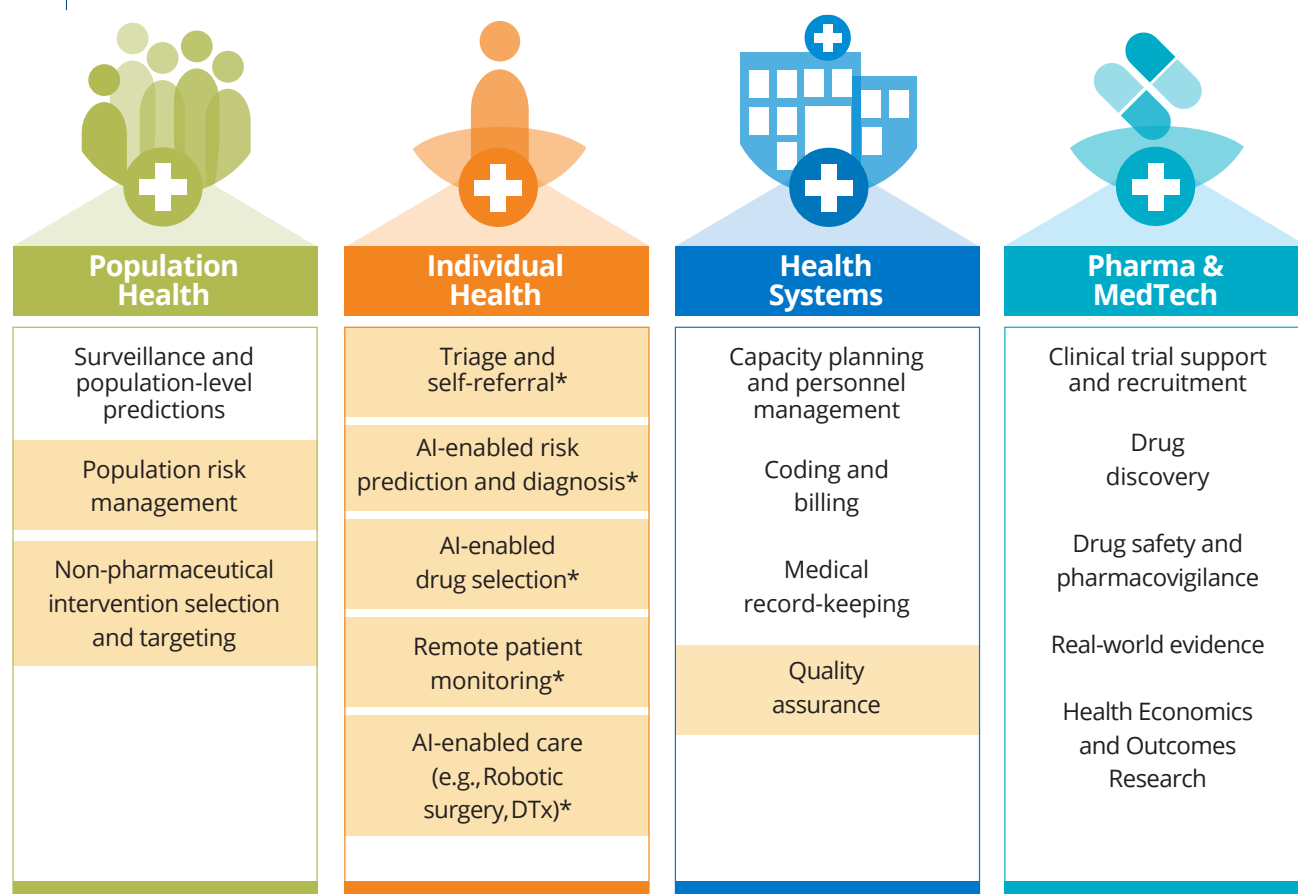 Population
Health
Surveillance and
population-level
predictions
Population risk
management
Non-pharmaceutical
intervention selection
and targeting
Individual
Health
Triage and
self-referral*
AI-enabled risk
prediction and diagnosis*
AI-enabled
drug selection*
Remote patient
monitoring*
AI-enabled care
(e.g., Robotic
surgery, DTx)*
Health
Systems
Capacity planning
and personnel
management
Coding and
billing
Medical
record-keeping
Quality
assurance
Pharma &
MedTech
Clinical trial support
and recruitment
Drug
discovery
Drug safety and
pharmacovigilance
Real-world evidence
Health Economics
and Outcomes
Research